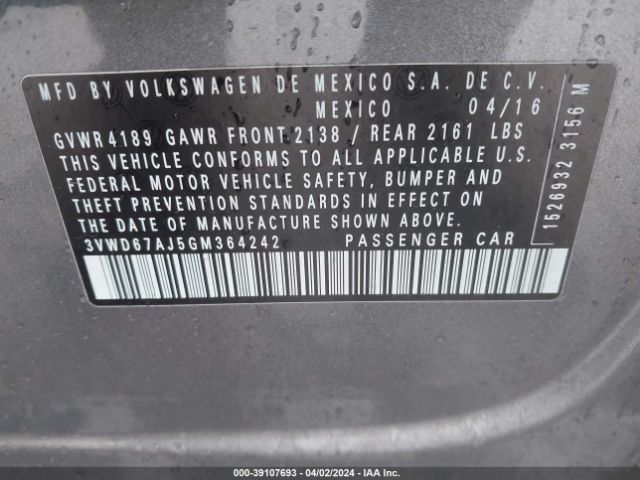 MFD BY VOLKSWAGEN DE MEXICO S.A. DE C.V.
MEXICO 04/16
GVWR 4189 GAWR FRONT 2138 / REAR 2161 LBS
THIS VEHICLE CONFORMS TO ALL APPLICABLE U.S.
FEDERAL MOTOR VEHICLE SAFETY, BUMPER AND
THEFT PREVENTION STANDARDS IN EFFECT ON
THE DATE OF MANUFACTURE SHOWN ABOVE.
3VWD67AJ5GM364242 PASSENGER CAR
1526932 3156 M
000-39107693 - 04/02/2024 - IAA Inc.